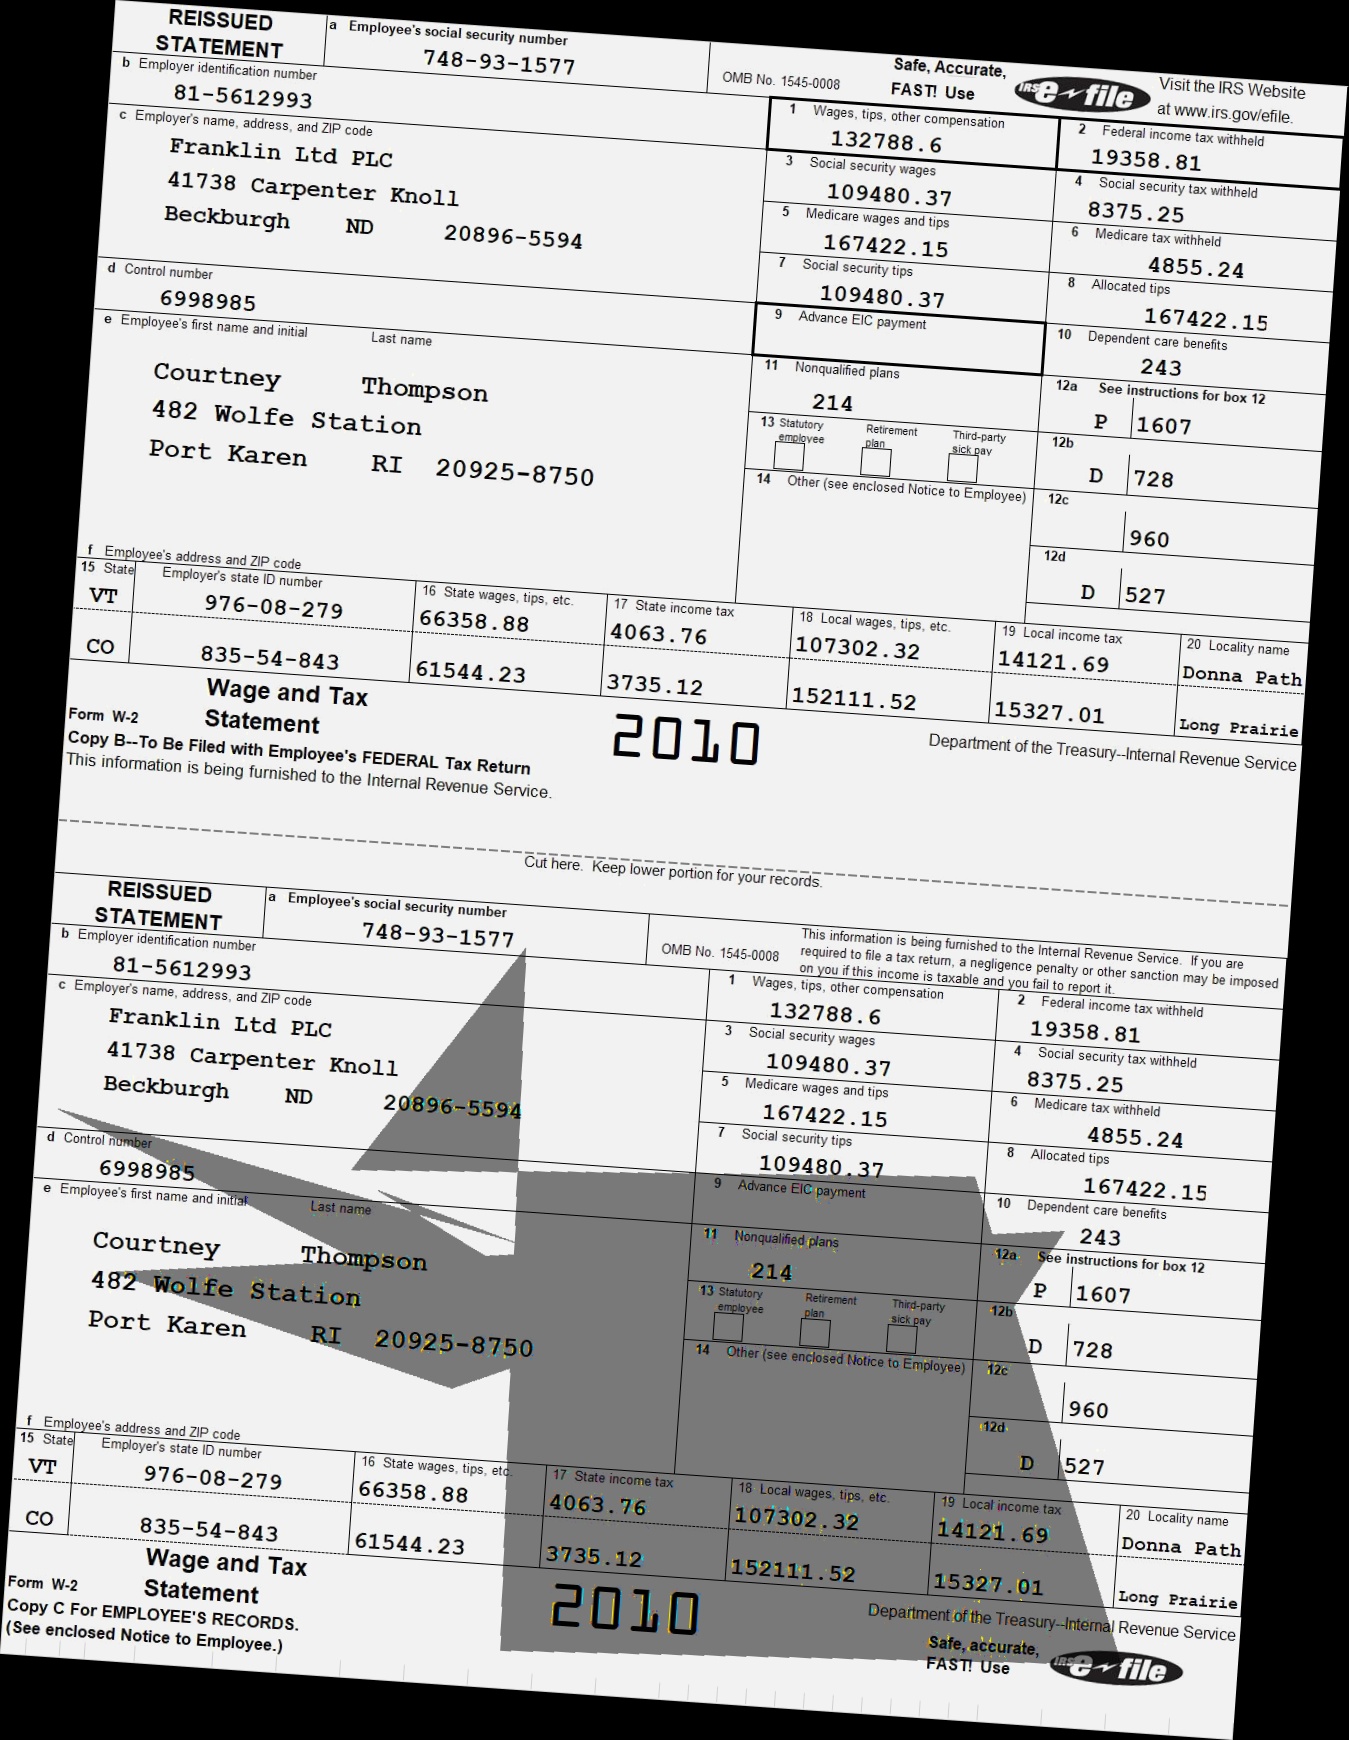 REISSUED
STATEMENT
a Employee's social security number
748-93-1577
OMB No. 1545-0008
Safe, Accurate,
FAST! Use
IRS e-file
Visit the IRS Website
at www.irs.gov/efile.
b Employer identification number
81-5612993
1 Wages, tips, other compensation
132788.6
2 Federal income tax withheld
19358.81
c Employer's name, address, and ZIP code
Franklin Ltd PLC
41738 Carpenter Knoll
Beckburgh ND 20896-5594
3 Social security wages
109480.37
4 Social security tax withheld
8375.25
5 Medicare wages and tips
167422.15
6 Medicare tax withheld
4855.24
d Control number
6998985
7 Social security tips
109480.37
8 Allocated tips
167422.15
e Employee's first name and initial Last name
Courtney Thompson
482 Wolfe Station
Port Karen RI 20925-8750
9 Advance EIC payment
10 Dependent care benefits
243
11 Nonqualified plans
214
12a See instructions for box 12
P 1607
13 Statutory employee Retirement plan Third-party sick pay
12b
D 728
14 Other (see enclosed Notice to Employee)
12c
960
12d
D 527
f Employee's address and ZIP code
15 State Employer's state ID number 16 State wages, tips, etc. 17 State income tax 18 Local wages, tips, etc. 19 Local income tax 20 Locality name
VT 976-08-279 66358.88 4063.76 107302.32 14121.69 Donna Path
CO 835-54-843 61544.23 3735.12 152111.52 15327.01 Long Prairie
Wage and Tax
Form W-2 Statement
2010
Department of the Treasury--Internal Revenue Service
Copy B--To Be Filed with Employee's FEDERAL Tax Return
This information is being furnished to the Internal Revenue Service.
Cut here. Keep lower portion for your records.
REISSUED
STATEMENT
a Employee's social security number
748-93-1577
OMB No. 1545-0008
This information is being furnished to the Internal Revenue Service. If you are
required to file a tax return, a negligence penalty or other sanction may be imposed
on you if this income is taxable and you fail to report it.
b Employer identification number
81-5612993
1 Wages, tips, other compensation
132788.6
2 Federal income tax withheld
19358.81
c Employer's name, address, and ZIP code
Franklin Ltd PLC
41738 Carpenter Knoll
Beckburgh ND 20896-5594
3 Social security wages
109480.37
4 Social security tax withheld
8375.25
5 Medicare wages and tips
167422.15
6 Medicare tax withheld
4855.24
d Control number
6998985
7 Social security tips
109480.37
8 Allocated tips
167422.15
e Employee's first name and initial Last name
Courtney Thompson
482 Wolfe Station
Port Karen RI 20925-8750
9 Advance EIC payment
10 Dependent care benefits
243
11 Nonqualified plans
214
12a See instructions for box 12
P 1607
13 Statutory employee Retirement plan Third-party sick pay
12b
D 728
14 Other (see enclosed Notice to Employee)
12c
960
12d
D 527
f Employee's address and ZIP code
15 State Employer's state ID number 16 State wages, tips, etc. 17 State income tax 18 Local wages, tips, etc. 19 Local income tax 20 Locality name
VT 976-08-279 66358.88 4063.76 107302.32 14121.69 Donna Path
CO 835-54-843 61544.23 3735.12 152111.52 15327.01 Long Prairie
Wage and Tax
Form W-2 Statement
2010
Department of the Treasury--Internal Revenue Service
Copy C For EMPLOYEE'S RECORDS.
(See enclosed Notice to Employee.)
Safe, accurate,
FAST! Use
IRS e-file